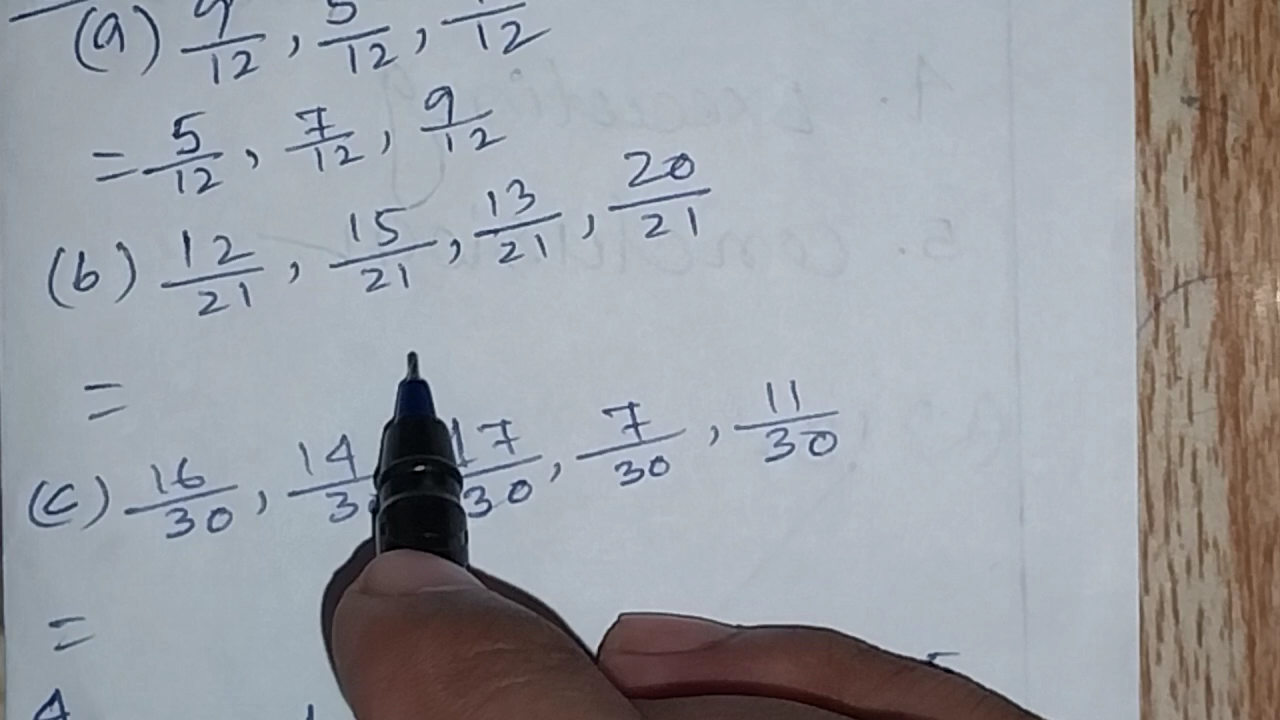 (a) 9/12, 5/12, /12
= 5/12, 7/12, 9/12
(b) 12/21, 15/21, 13/21, 20/21
=
(c) 16/30, 14/3, 17/30, 7/30, 11/30
=